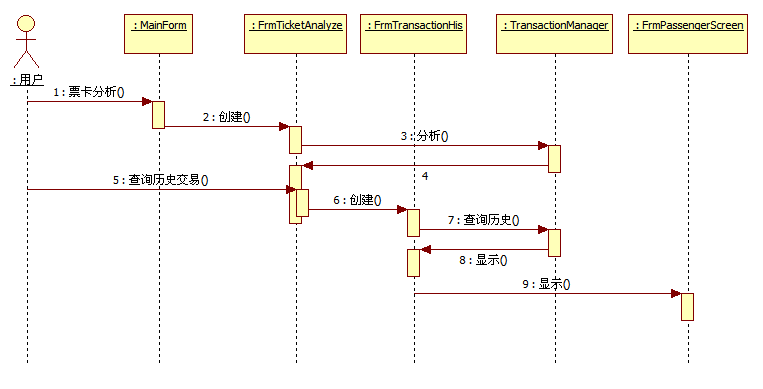 : MainForm
: FrmTicketAnalyze
: FrmTransactionHis
: TransactionManager
: FrmPassengerScreen
: 用户
1 : 票卡分析()
2 : 创建()
3 : 分析()
4
5 : 查询历史交易()
6 : 创建()
7 : 查询历史()
8 : 显示()
9 : 显示()